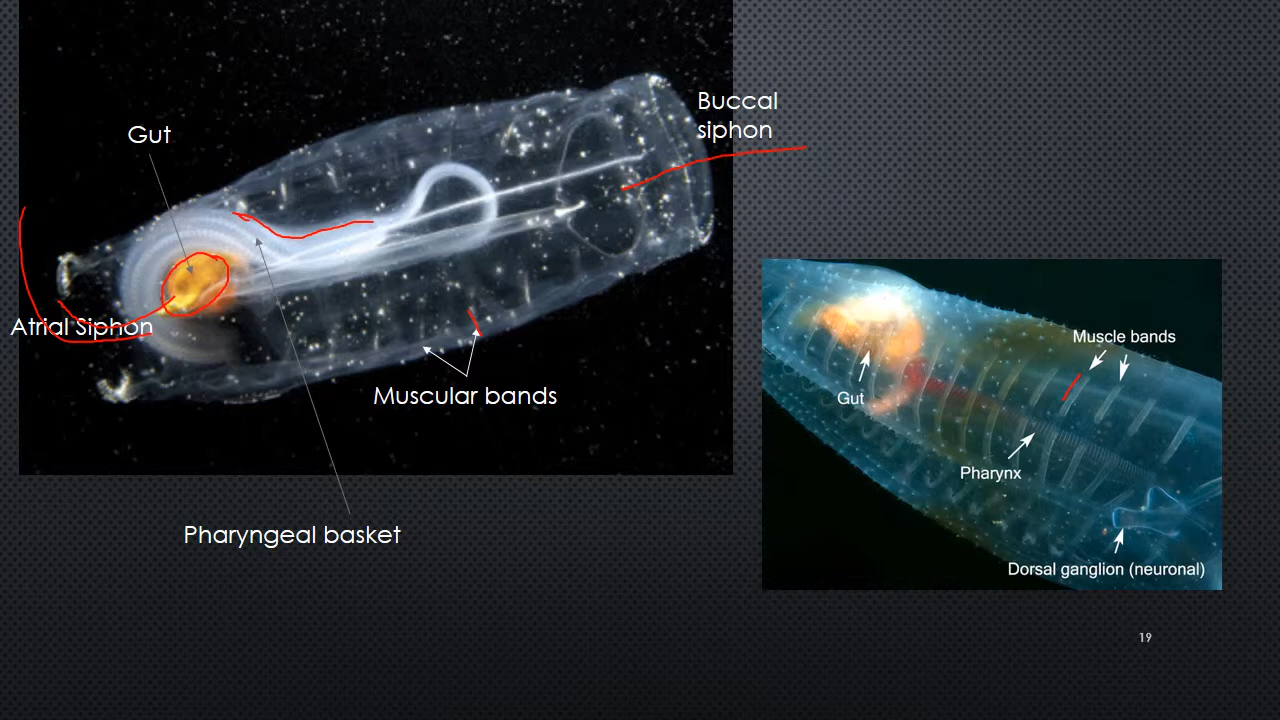 Buccal
siphon
Gut
Atrial Siphon
Muscular bands
Pharyngeal basket
Muscle bands
Gut
Pharynx
Dorsal ganglion (neuronal)
19